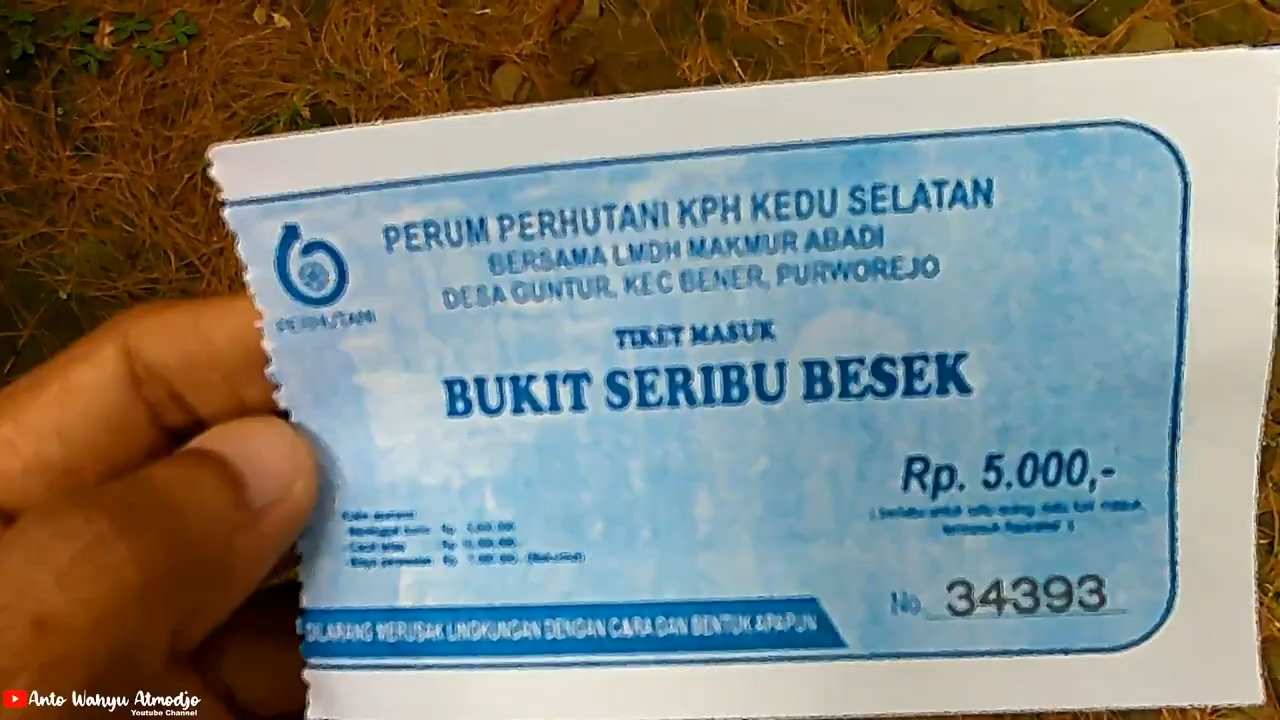 PERUM PERHUTANI KPH KEDU SELATAN
BERSAMA LMDH MAKMUR ABADI
DESA GUNTUR, KEC BENER, PURWOREJO
PERHUTANI
TIKET MASUK
BUKIT SERIBU BESEK
Rp. 5.000,-
No. 34393
DILARANG MERUSAK LINGKUNGAN DENGAN CARA DAN BENTUK APAPUN
Anto Wahyu Atmodjo
Youtube Channel